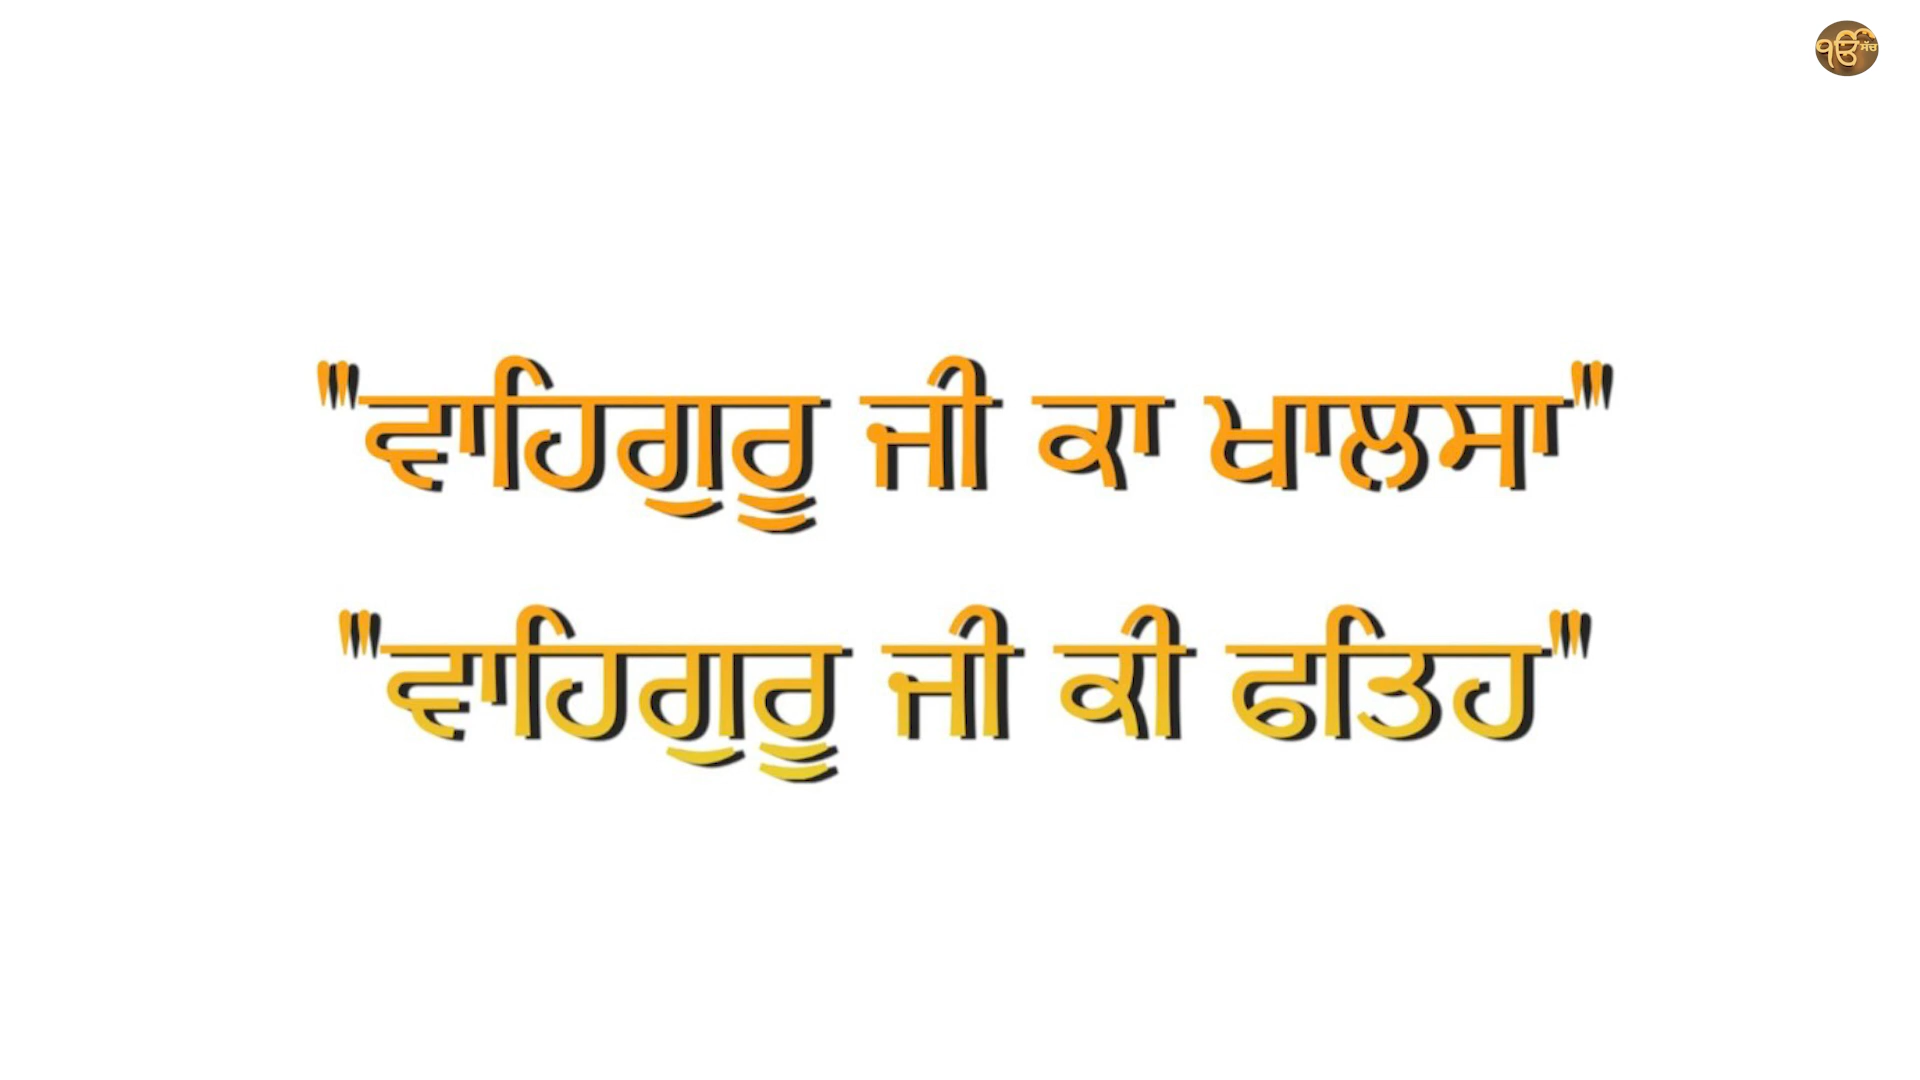 ੴ ਸੱਚ
"ਵਾਹਿਗੁਰੂ ਜੀ ਕਾ ਖਾਲਸਾ"
"ਵਾਹਿਗੁਰੂ ਜੀ ਕੀ ਫਤਿਹ"